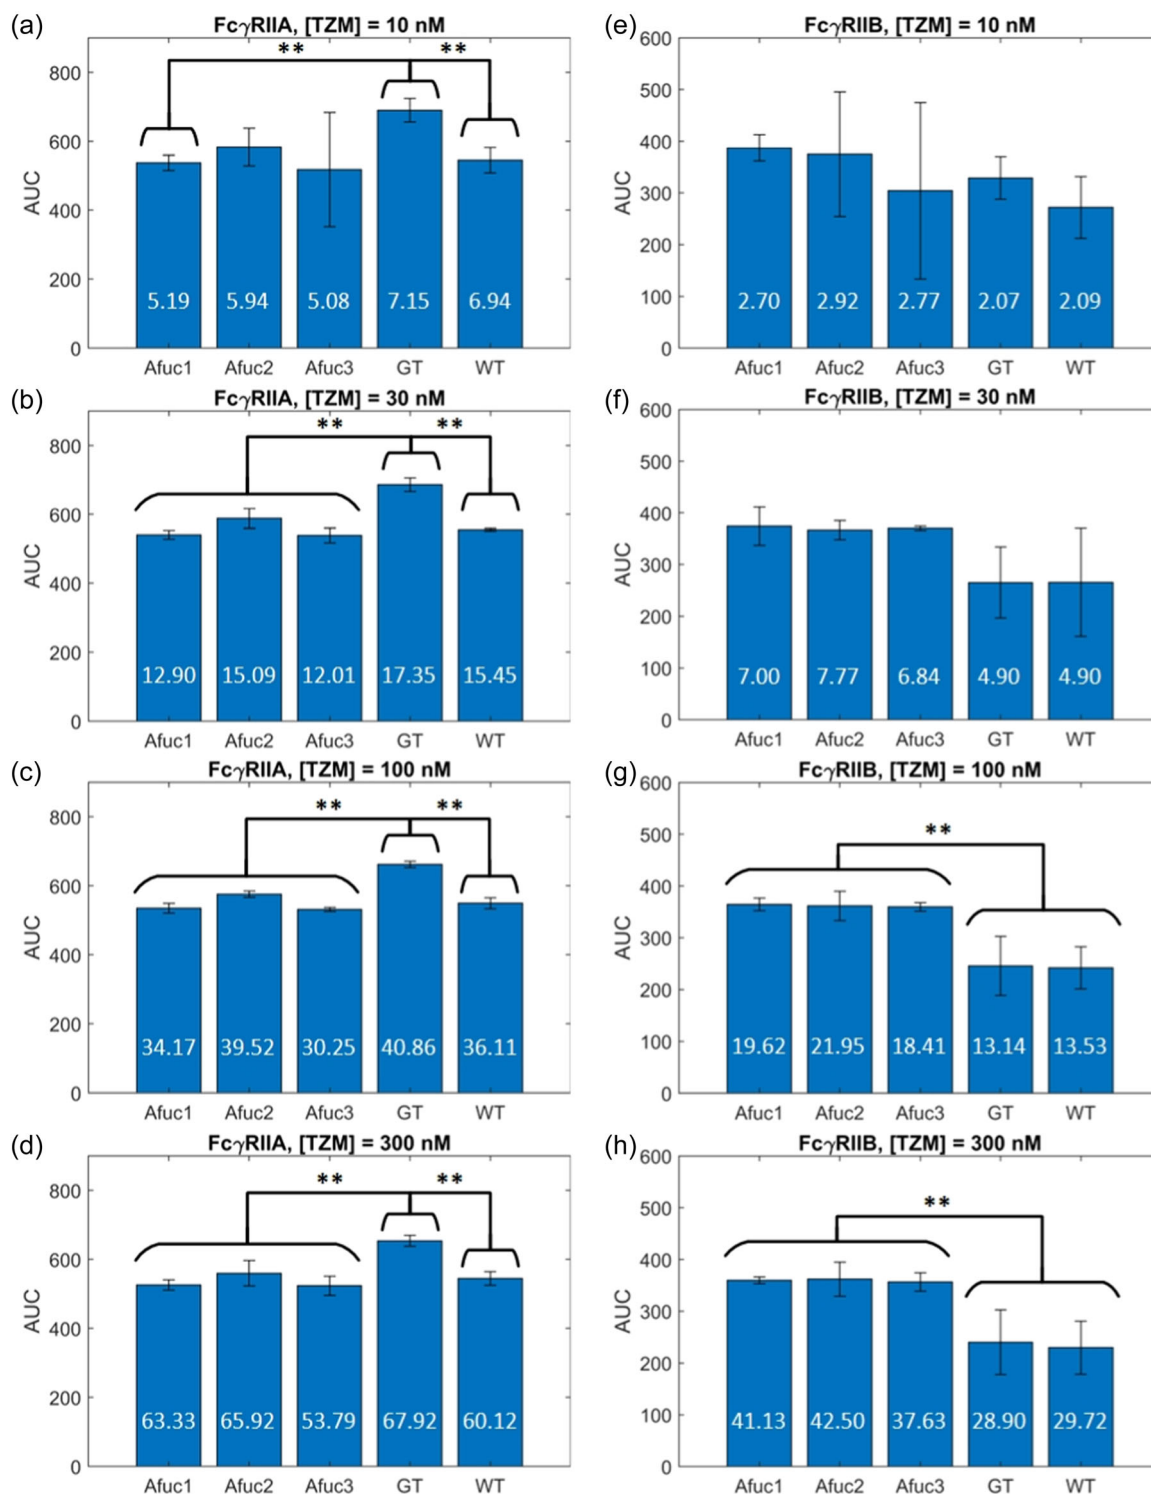 (a)
FcγRIIA, [TZM] = 10 nM
** **
800
600
400
200
0
AUC
5.19 5.94 5.08 7.15 6.94
Afuc1 Afuc2 Afuc3 GT WT
(e)
FcγRIIB, [TZM] = 10 nM
600
500
400
300
200
100
0
AUC
2.70 2.92 2.77 2.07 2.09
Afuc1 Afuc2 Afuc3 GT WT
(b)
FcγRIIA, [TZM] = 30 nM
** **
800
600
400
200
0
AUC
12.90 15.09 12.01 17.35 15.45
Afuc1 Afuc2 Afuc3 GT WT
(f)
FcγRIIB, [TZM] = 30 nM
600
500
400
300
200
100
0
AUC
7.00 7.77 6.84 4.90 4.90
Afuc1 Afuc2 Afuc3 GT WT
(c)
FcγRIIA, [TZM] = 100 nM
** **
800
600
400
200
0
AUC
34.17 39.52 30.25 40.86 36.11
Afuc1 Afuc2 Afuc3 GT WT
(g)
FcγRIIB, [TZM] = 100 nM
**
600
500
400
300
200
100
0
AUC
19.62 21.95 18.41 13.14 13.53
Afuc1 Afuc2 Afuc3 GT WT
(d)
FcγRIIA, [TZM] = 300 nM
** **
800
600
400
200
0
AUC
63.33 65.92 53.79 67.92 60.12
Afuc1 Afuc2 Afuc3 GT WT
(h)
FcγRIIB, [TZM] = 300 nM
**
600
500
400
300
200
100
0
AUC
41.13 42.50 37.63 28.90 29.72
Afuc1 Afuc2 Afuc3 GT WT